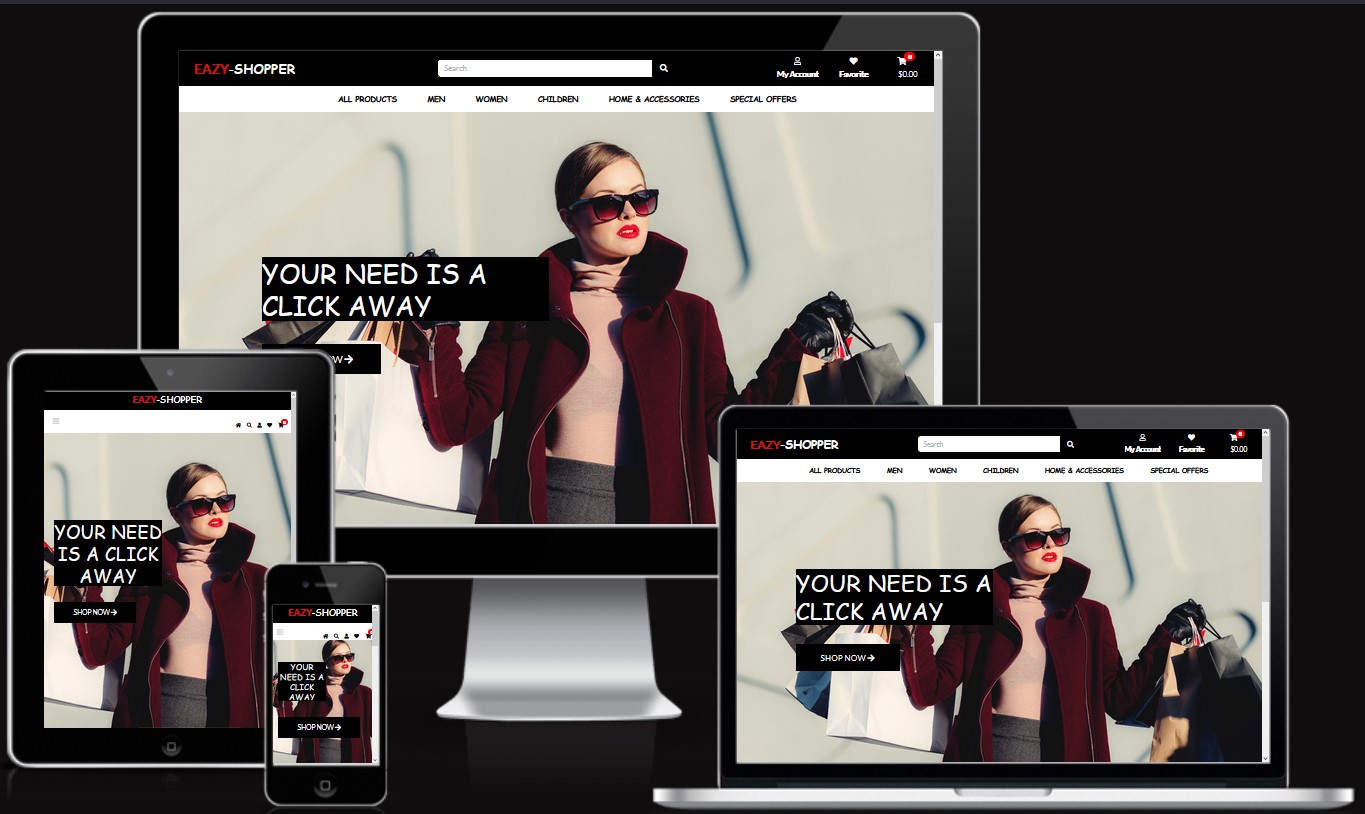 EAZY-SHOPPER
Search
My Account
Favorite
0
$0.00
ALL PRODUCTS MEN WOMEN CHILDREN HOME & ACCESSORIES SPECIAL OFFERS
YOUR NEED IS A
CLICK AWAY
EAZY-SHOPPER
YOUR NEED
IS A CLICK
AWAY
SHOP NOW
EAZY-SHOPPER
YOUR
NEED IS A
CLICK
AWAY
SHOP NOW
EAZY-SHOPPER
Search
My Account
Favorite
0
$0.00
ALL PRODUCTS MEN WOMEN CHILDREN HOME & ACCESSORIES SPECIAL OFFERS
YOUR NEED IS A
CLICK AWAY
SHOP NOW